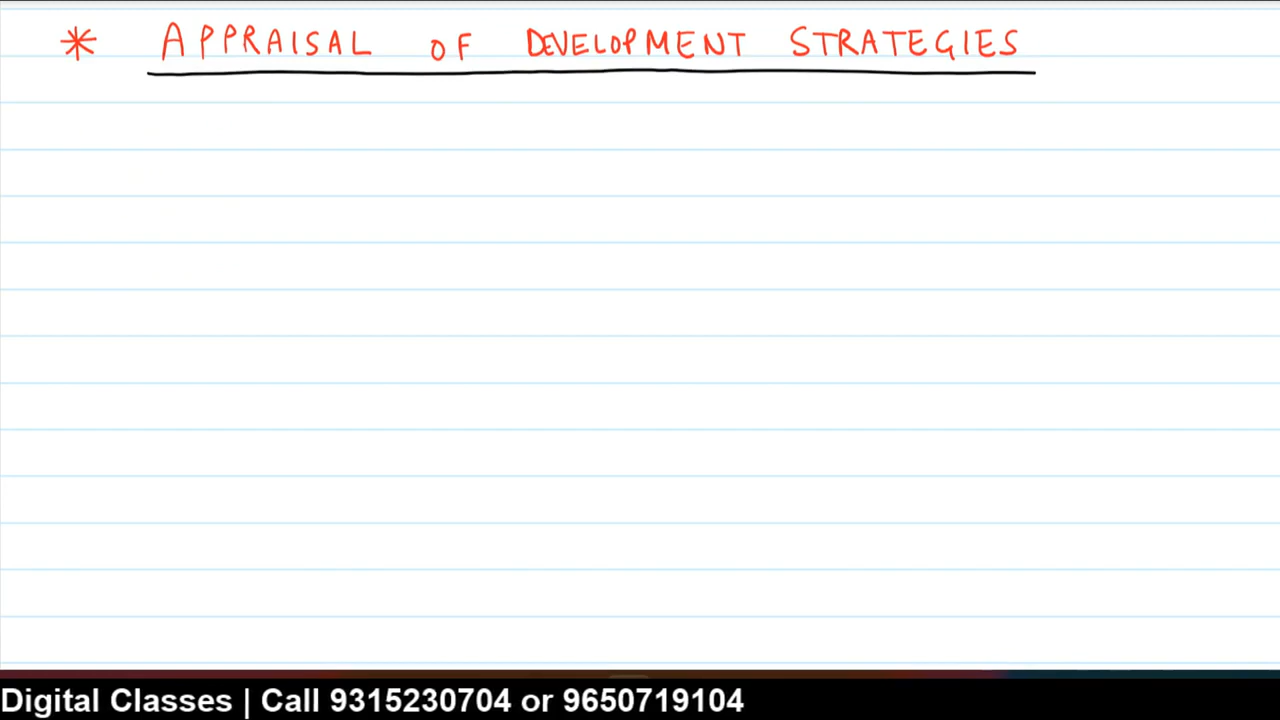 * APPRAISAL OF DEVELOPMENT STRATEGIES
Digital Classes | Call 9315230704 or 9650719104